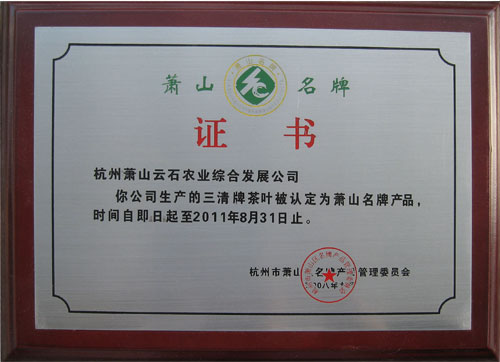 萧山 名牌
证书
杭州萧山云石农业综合发展公司
你公司生产的三清牌茶叶被认定为萧山名牌产品，
时间自即日起至2011年8月31日止。
杭州市萧山 名牌产 管理委员会
八年